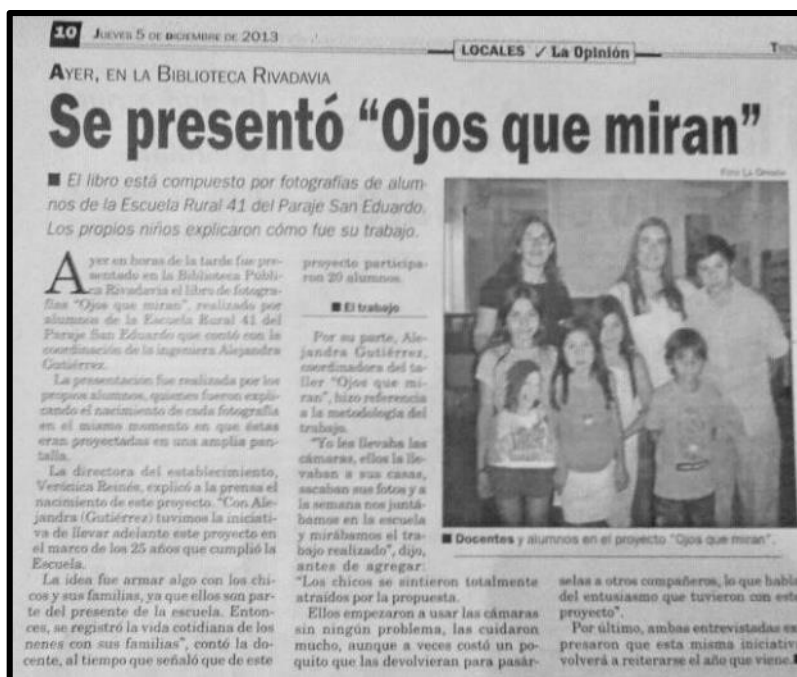 10 JUEVES 5 DE DICIEMBRE DE 2013
LOCALES ✓ La Opinión
AYER, EN LA BIBLIOTECA RIVADAVIA
Se presentó “Ojos que miran”
■ El libro está compuesto por fotografías de alum-
nos de la Escuela Rural 41 del Paraje San Eduardo.
Los propios niños explicaron cómo fue su trabajo.
Foto La Opinión
Ayer en horas de la tarde fue pre-
sentado en la Biblioteca Públi-
ca Rivadavia el libro de fotogra-
fías "Ojos que miran", realizado por
alumnos de la Escuela Rural 41 del
Paraje San Eduardo que contó con la
coordinación de la ingeniera Alejandra
Gutiérrez.
La presentación fue realizada por los
propios alumnos, quienes fueron expli-
cando el nacimiento de cada fotografía
en el mismo momento en que éstas
eran proyectadas en una amplia pan-
talla.
La directora del establecimiento,
Verónica Reinés, explicó a la prensa el
nacimiento de este proyecto. "Con Ale-
jandra (Gutiérrez) tuvimos la iniciati-
va de llevar adelante este proyecto en
el marco de los 25 años que cumplió la
Escuela.
La idea fue armar algo con los chi-
cos y sus familias, ya que ellos son par-
te del presente de la escuela. Enton-
ces, se registró la vida cotidiana de los
nenes con sus familias", contó la do-
cente, al tiempo que señaló que de este
proyecto participa-
ron 20 alumnos.
■ El trabajo
Por su parte, Ale-
jandra Gutiérrez,
coordinadora del ta-
ller "Ojos que mi-
ran", hizo referencia
a la metodología del
trabajo.
"Yo les llevaba las
cámaras, ellos la lle-
vaban a sus casas,
sacaban sus fotos y a
la semana nos juntá-
bamos en la escuela
y mirábamos el tra-
bajo realizado", dijo,
antes de agregar:
"Los chicos se sintieron totalmente
atraídos por la propuesta.
Ellos empezaron a usar las cámaras
sin ningún problema, las cuidaron
mucho, aunque a veces costó un po-
quito que las devolvieran para pasár-
■ Docentes y alumnos en el proyecto "Ojos que miran".
selas a otros compañeros, lo que habla
del entusiasmo que tuvieron con este
proyecto".
Por último, ambas entrevistadas ex-
presaron que esta misma iniciativa
volverá a reiterarse el año que viene.